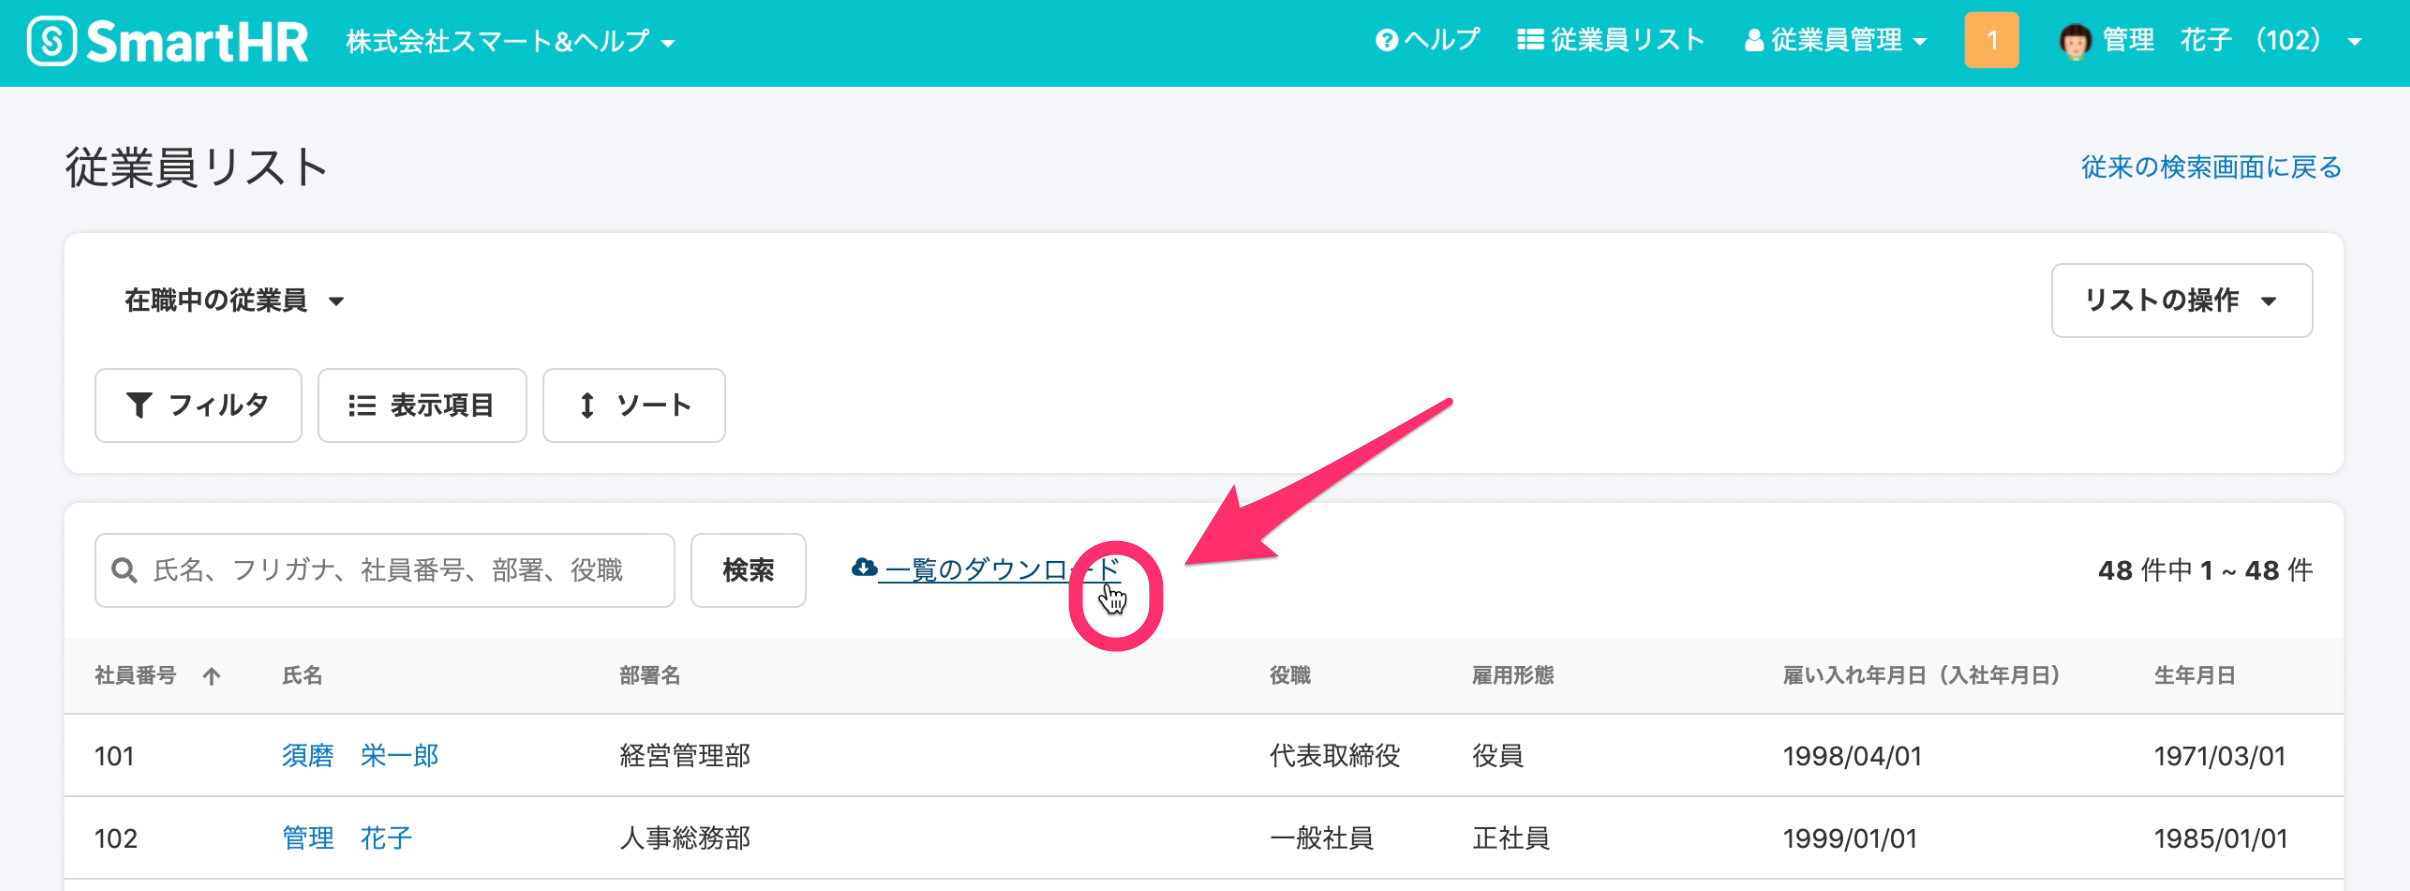 SmartHR 株式会社スマート&ヘルプ ヘルプ 従業員リスト 従業員管理 1 管理 花子 (102)
従業員リスト 従来の検索画面に戻る
在職中の従業員 リストの操作
フィルタ 表示項目 ソート
氏名、フリガナ、社員番号、部署、役職 検索 一覧のダウンロード 48 件中 1 ~ 48 件
社員番号 氏名 部署名 役職 雇用形態 雇い入れ年月日（入社年月日） 生年月日
101 須磨 栄一郎 経営管理部 代表取締役 役員 1998/04/01 1971/03/01
102 管理 花子 人事総務部 一般社員 正社員 1999/01/01 1985/01/01